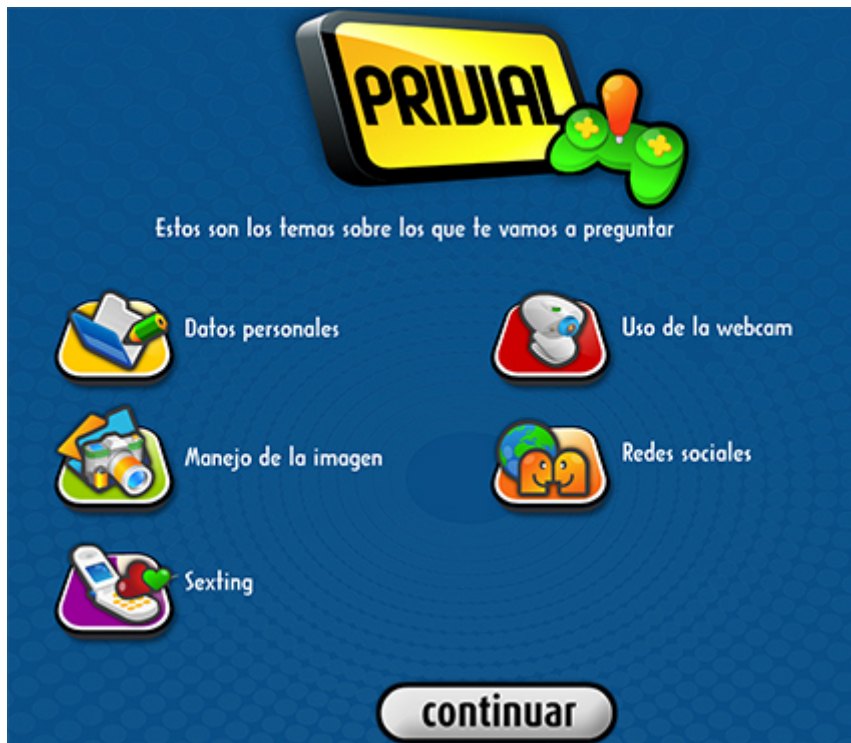 PRIVIAL
Estos son los temas sobre los que te vamos a preguntar
Datos personales
Uso de la webcam
Manejo de la imagen
Redes sociales
Sexting
continuar